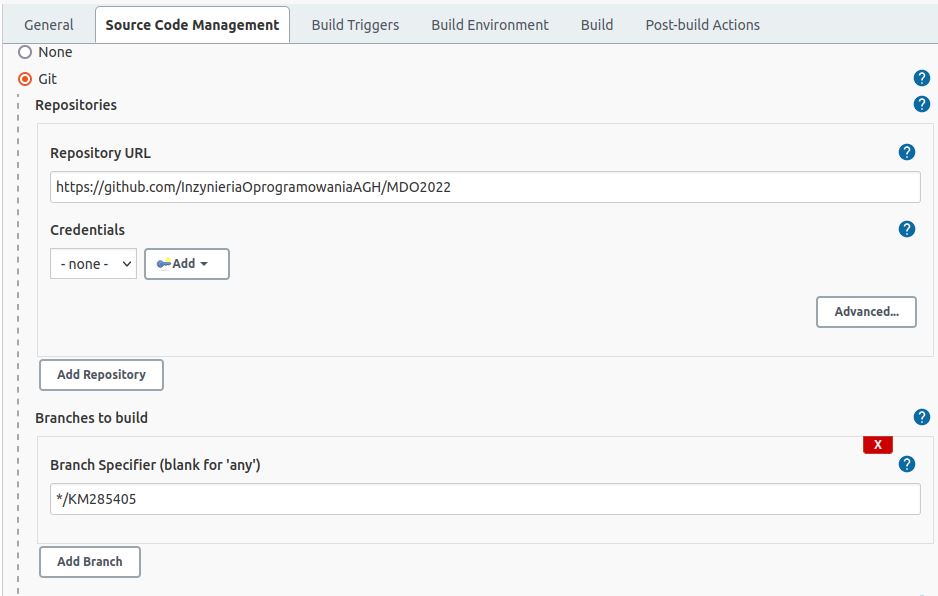 General Source Code Management Build Triggers Build Environment Build Post-build Actions
None
Git
?
Repositories
?
Repository URL
?
https://github.com/InzynieriaOprogramowaniaAGH/MDO2022
Credentials
?
- none - Add
Advanced...
Add Repository
Branches to build
?
X
Branch Specifier (blank for 'any')
?
*/KM285405
Add Branch